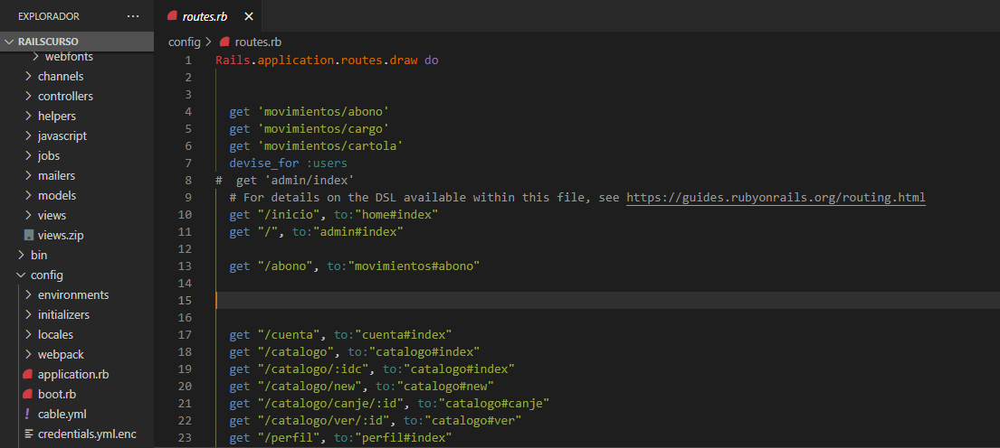 EXPLORADOR
RAILSCURSO
webfonts
channels
controllers
helpers
javascript
jobs
mailers
models
views
views.zip
bin
config
environments
initializers
locales
webpack
application.rb
boot.rb
cable.yml
credentials.yml.enc
routes.rb
config > routes.rb
1 Rails.application.routes.draw do
2
3
4 get 'movimientos/abono'
5 get 'movimientos/cargo'
6 get 'movimientos/cartola'
7 devise_for :users
8 # get 'admin/index'
9 # For details on the DSL available within this file, see https://guides.rubyonrails.org/routing.html
10 get "/inicio", to:"home#index"
11 get "/", to:"admin#index"
12
13 get "/abono", to:"movimientos#abono"
14
15
16
17 get "/cuenta", to:"cuenta#index"
18 get "/catalogo", to:"catalogo#index"
19 get "/catalogo/:idc", to:"catalogo#index"
20 get "/catalogo/new", to:"catalogo#new"
21 get "/catalogo/canje/:id", to:"catalogo#canje"
22 get "/catalogo/ver/:id", to:"catalogo#ver"
23 get "/perfil", to:"perfil#index"